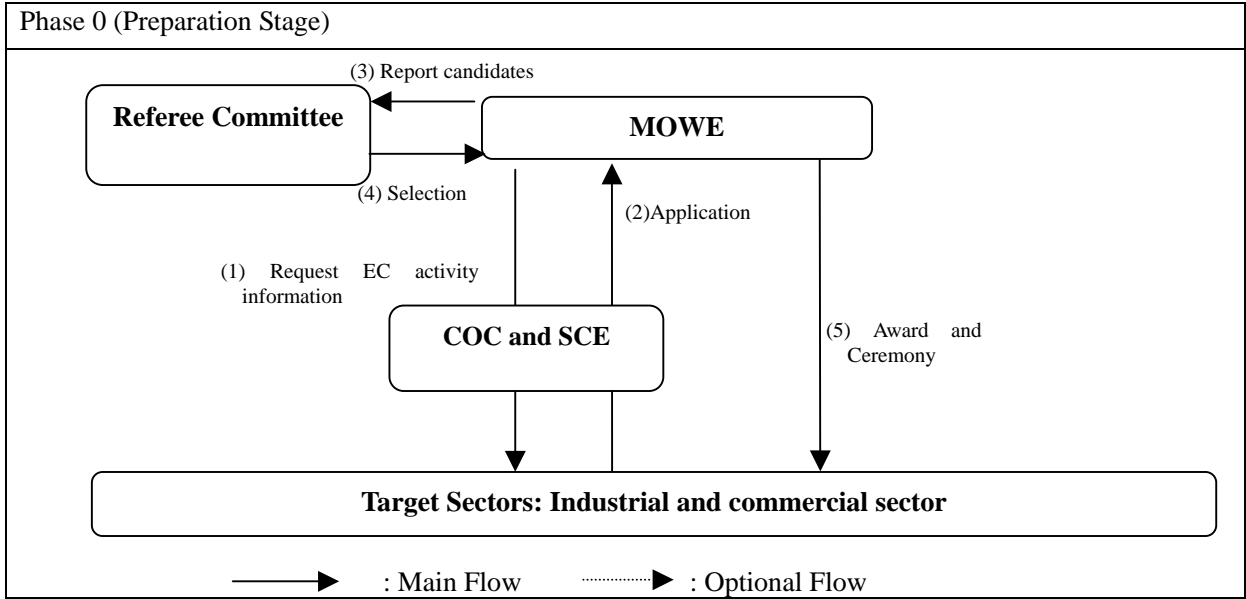 Phase 0 (Preparation Stage)
(3) Report candidates
Referee Committee
MOWE
(4) Selection
(2)Application
(1) Request EC activity
information
COC and SCE
(5) Award and
Ceremony
Target Sectors: Industrial and commercial sector
: Main Flow
: Optional Flow